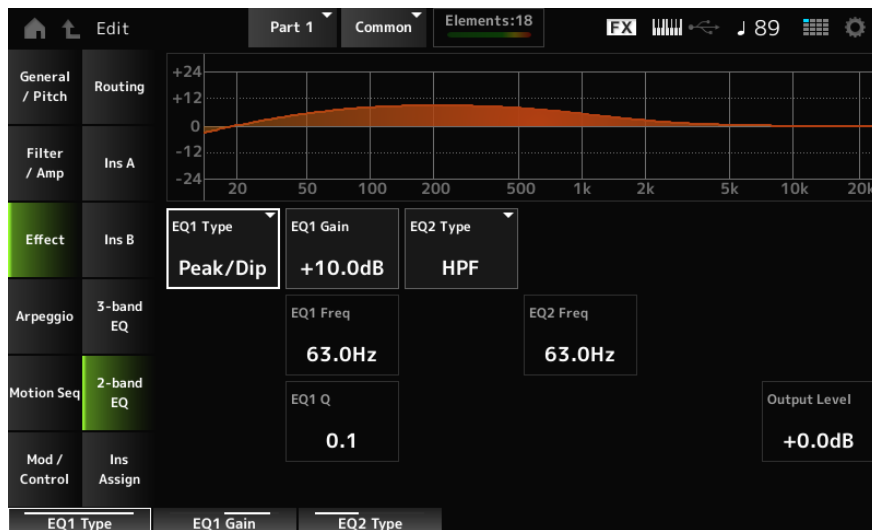 Edit
Part 1
Common
Elements:18
FX
♩ 89
General
/ Pitch
Filter
/ Amp
Effect
Arpeggio
Motion Seq
Mod /
Control
Routing
Ins A
Ins B
3-band
EQ
2-band
EQ
Ins
Assign
+24
+12
0
-12
-24
20 50 100 200 500 1k 2k 5k 10k 20k
EQ1 Type
Peak/Dip
EQ1 Gain
+10.0dB
EQ2 Type
HPF
EQ1 Freq
63.0Hz
EQ2 Freq
63.0Hz
EQ1 Q
0.1
Output Level
+0.0dB
EQ1 Type
EQ1 Gain
EQ2 Type